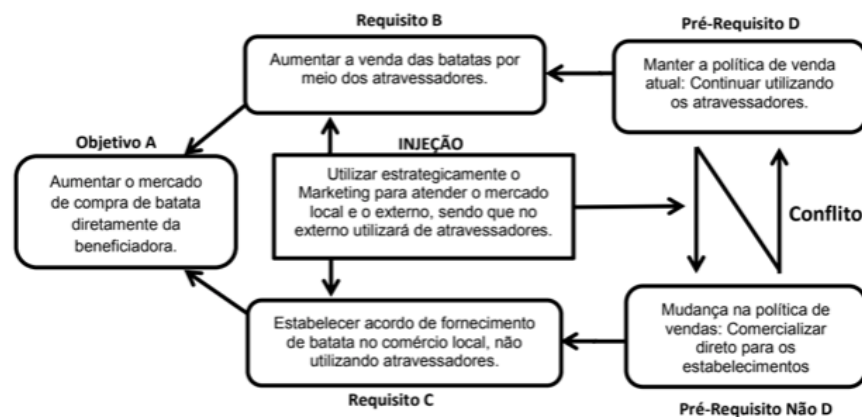 Requisito B
Aumentar a venda das batatas por
meio dos atravessadores.
Pré-Requisito D
Manter a política de venda
atual: Continuar utilizando
os atravessadores.
Objetivo A
Aumentar o mercado
de compra de batata
diretamente da
beneficiadora.
INJEÇÃO
Utilizar estrategicamente o
Marketing para atender o mercado
local e o externo, sendo que no
externo utilizará de atravessadores.
Conflito
Estabelecer acordo de fornecimento
de batata no comércio local, não
utilizando atravessadores.
Requisito C
Mudança na política de
vendas: Comercializar
direto para os
estabelecimentos
Pré-Requisito Não D